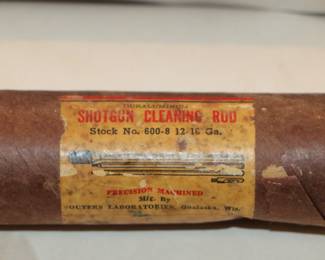 DURALUMINUM
SHOTGUN CLEANING ROD
Stock No. 600-8 12-16 Ga.
PRECISION MACHINED
Mfg. By
OUTERS LABORATORIES, Onalaska, Wis.